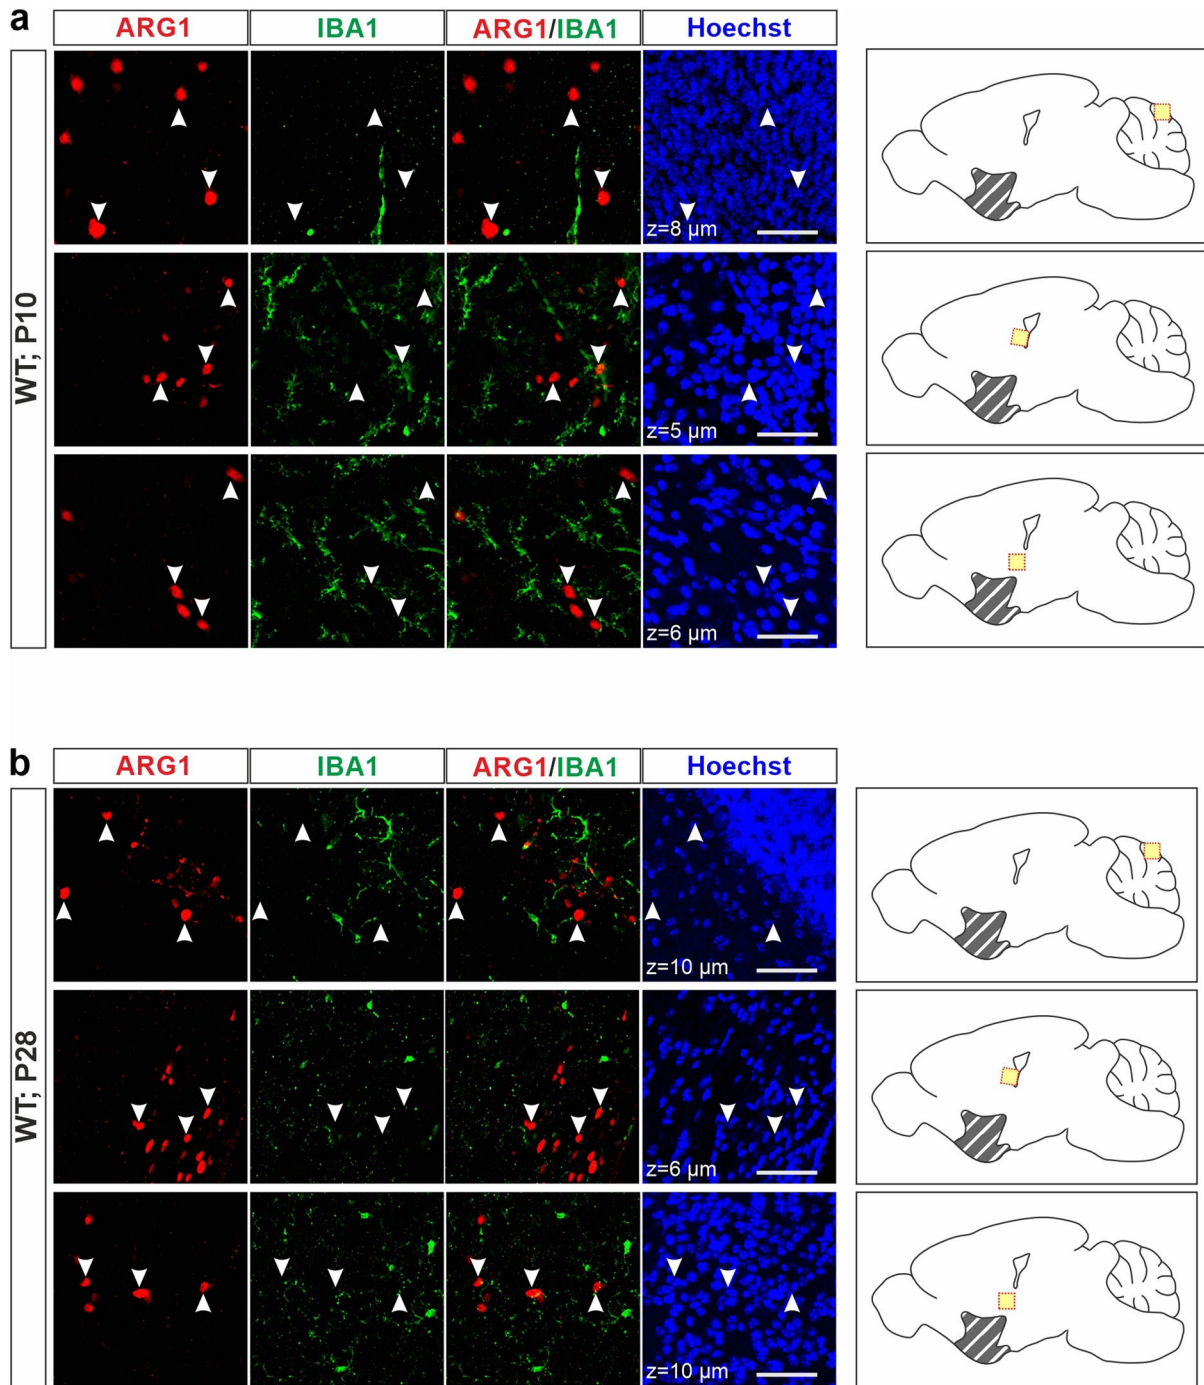 a
ARG1 IBA1 ARG1/IBA1 Hoechst
WT; P10
z=8 µm
z=5 µm
z=6 µm
b
ARG1 IBA1 ARG1/IBA1 Hoechst
WT; P28
z=10 µm
z=6 µm
z=10 µm